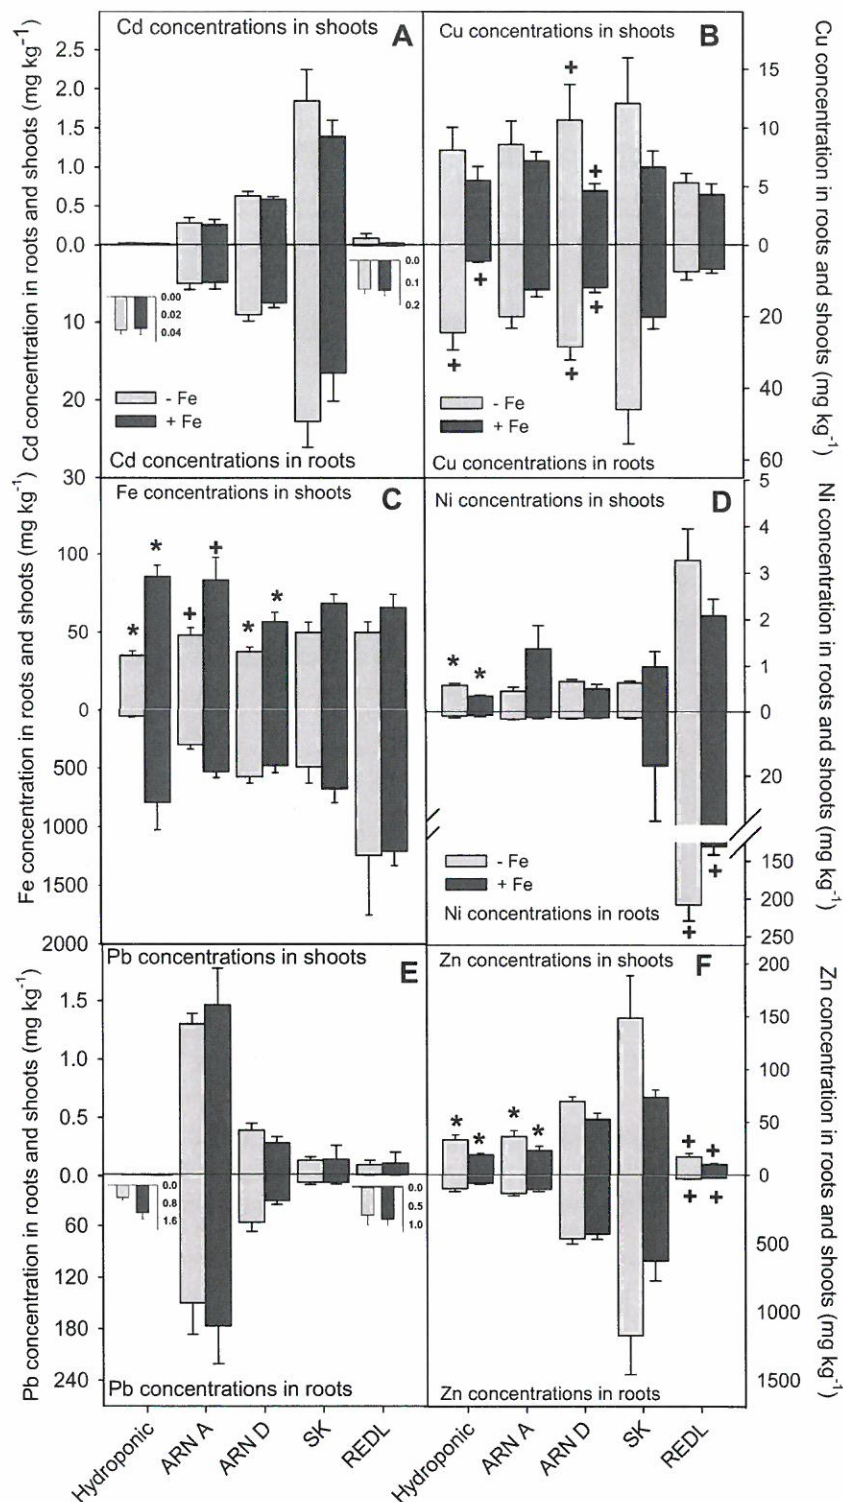 Cd concentrations in shoots
A
Cd concentration in roots and shoots (mg kg-1)
2.5
2.0
1.5
1.0
0.5
0.0
10
20
30
0.00
0.02
0.04
0.0
0.1
0.2
- Fe
+ Fe
Cd concentrations in roots
Cu concentrations in shoots
B
Cu concentration in roots and shoots (mg kg-1)
15
10
5
0
20
40
60
+
+
+
+
+
+
- Fe
+ Fe
Cu concentrations in roots
Fe concentrations in shoots
C
Fe concentration in roots and shoots (mg kg-1)
100
50
0
500
1000
1500
2000
*
*
+
+
*
*
Ni concentrations in shoots
D
Ni concentration in roots and shoots (mg kg-1)
5
4
3
2
1
0
20
150
200
250
*
*
+
+
- Fe
+ Fe
Ni concentrations in roots
Pb concentrations in shoots
E
Pb concentration in roots and shoots (mg kg-1)
1.5
1.0
0.5
0.0
60
120
180
240
0.0
0.8
1.6
0.0
0.5
1.0
Pb concentrations in roots
Zn concentrations in shoots
F
Zn concentration in roots and shoots (mg kg-1)
200
150
100
50
0
500
1000
1500
*
*
*
*
+
+
+
+
Zn concentrations in roots
Hydroponic
ARN A
ARN D
SK
REDL
Hydroponic
ARN A
ARN D
SK
REDL